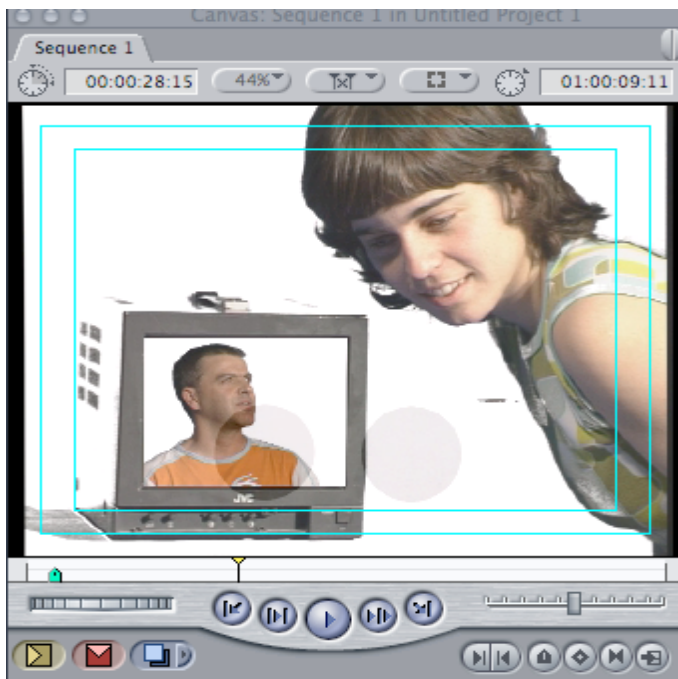 Canvas: Sequence 1 in Untitled Project 1
Sequence 1
00:00:28:15 44% 01:00:09:11
JVC